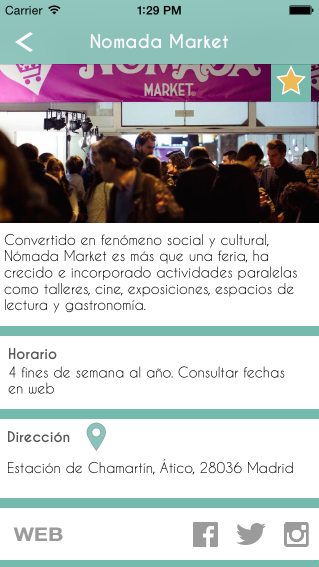 Carrier 1:29 PM
Nomada Market
NÓMADA
MARKET
Convertido en fenómeno social y cultural,
Nómada Market es más que una feria, ha
crecido e incorporado actividades paralelas
como talleres, cine, exposiciones, espacios de
lectura y gastronomía.
Horario
4 fines de semana al año. Consultar fechas
en web
Dirección
Estación de Chamartín, Ático, 28036 Madrid
WEB